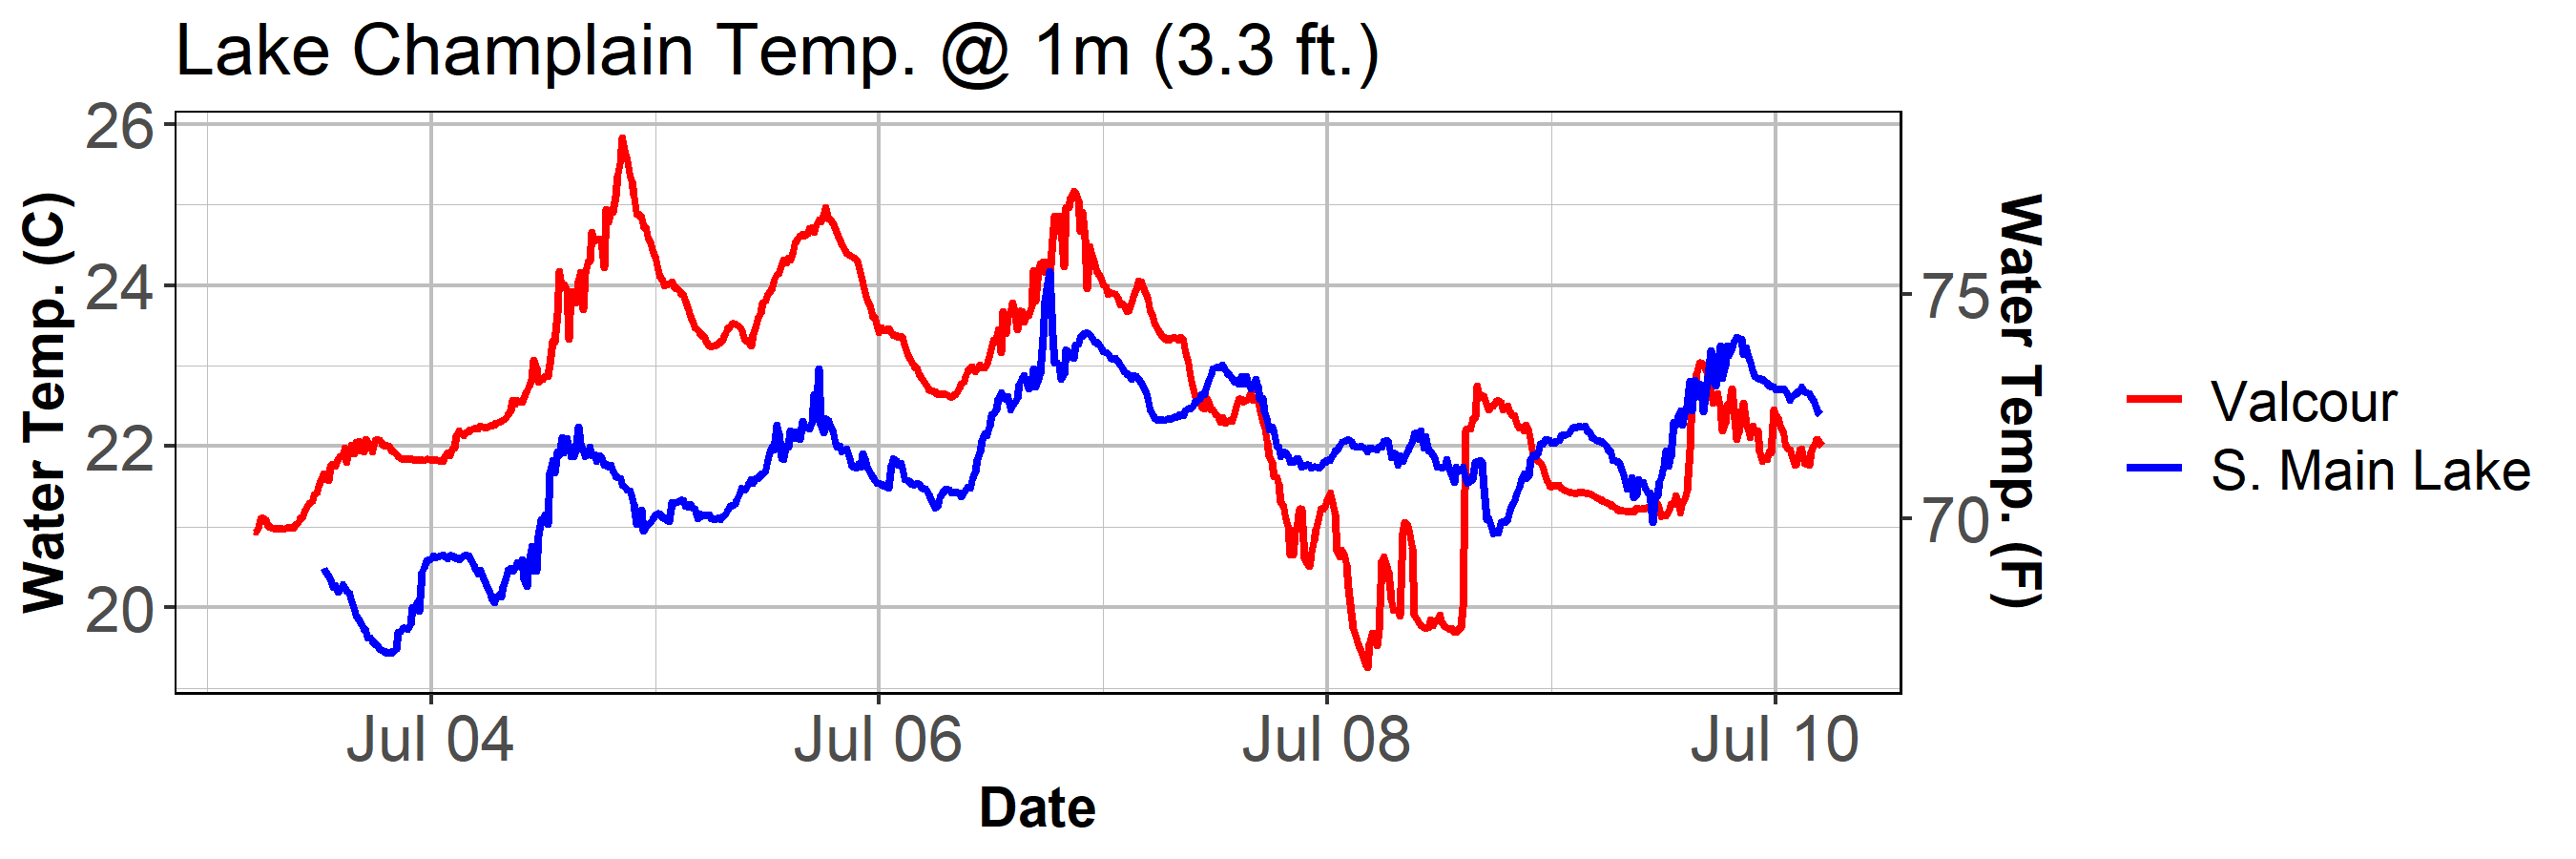 Lake Champlain Temp. @ 1m (3.3 ft.)
Water Temp. (C)
26
24
22
20
Jul 04
Jul 06
Jul 08
Jul 10
Date
75
70
Water Temp. (F)
Valcour
S. Main Lake